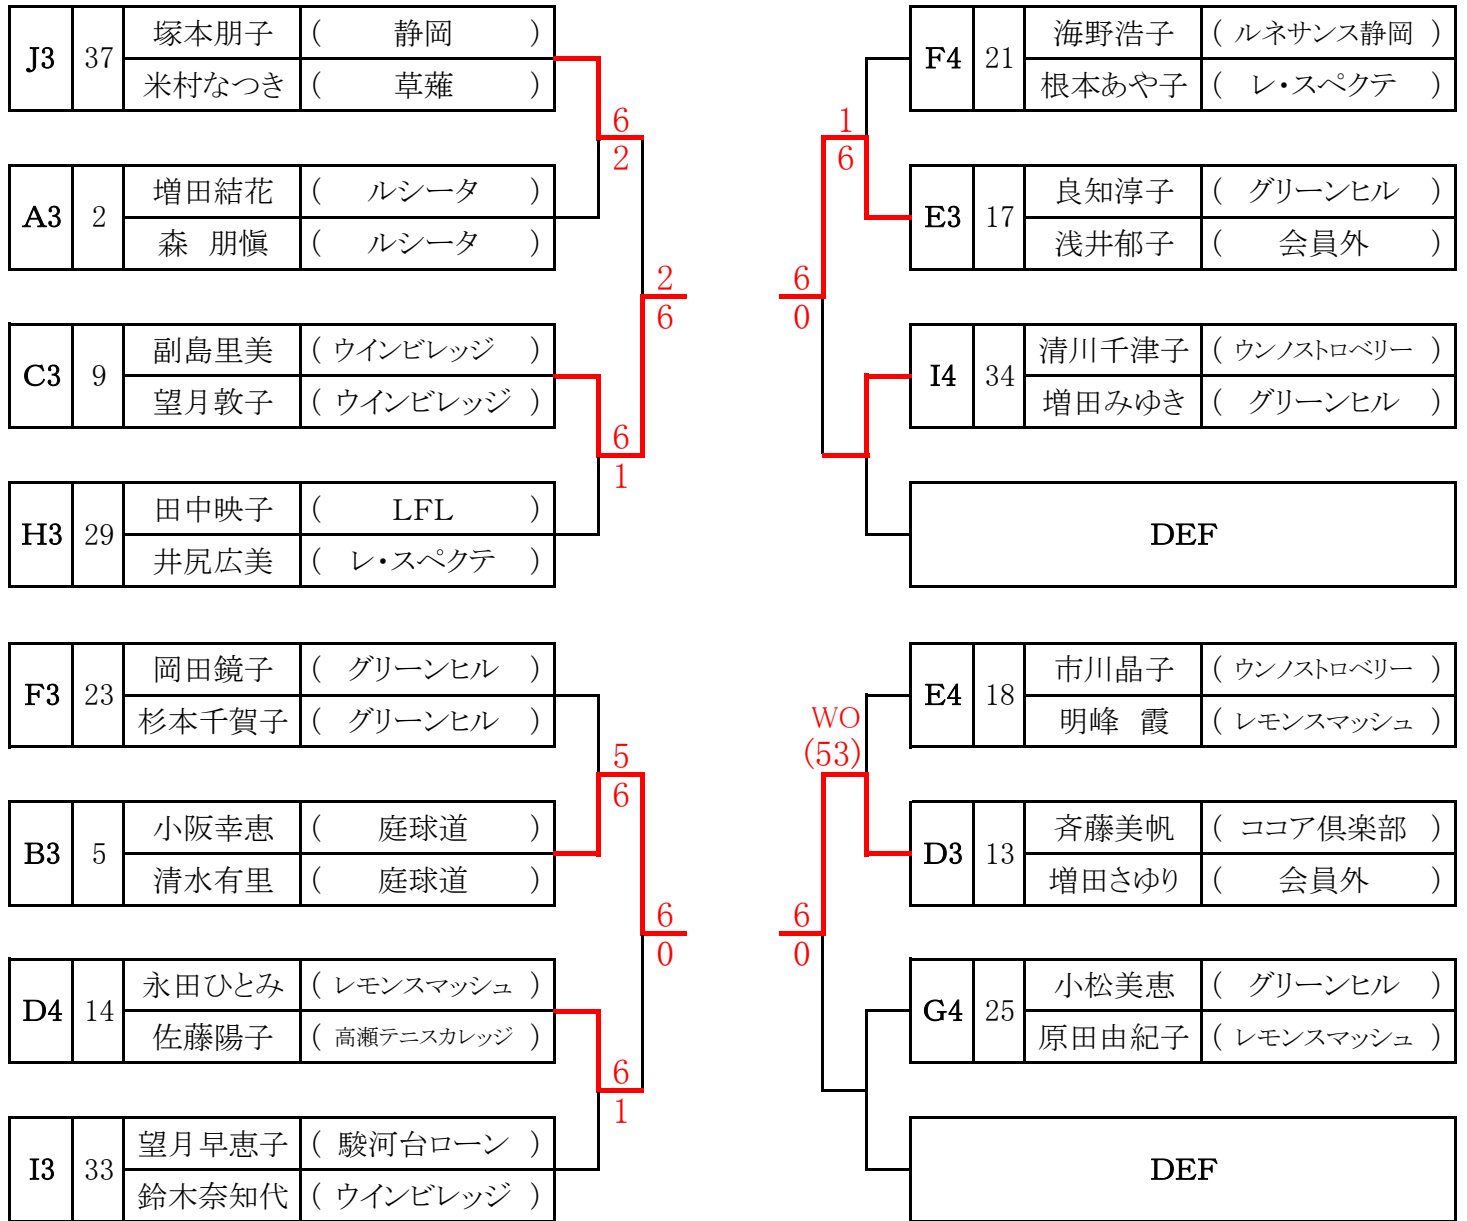 J3 37 塚本朋子 ( 静岡 )
米村なつき ( 草薙 )
6
2
A3 2 増田結花 ( ルシータ )
森 朋愼 ( ルシータ )
2
6
C3 9 副島里美 ( ウインビレッジ )
望月敦子 ( ウインビレッジ )
6
1
H3 29 田中映子 ( LFL )
井尻広美 ( レ・スペクテ )
F3 23 岡田鏡子 ( グリーンヒル )
杉本千賀子 ( グリーンヒル )
5
6
B3 5 小阪幸恵 ( 庭球道 )
清水有里 ( 庭球道 )
6
0
D4 14 永田ひとみ ( レモンスマッシュ )
佐藤陽子 ( 高瀬テニスカレッジ )
6
1
I3 33 望月早恵子 ( 駿河台ローン )
鈴木奈知代 ( ウインビレッジ )
F4 21 海野浩子 ( ルネサンス静岡 )
根本あや子 ( レ・スペクテ )
1
6
E3 17 良知淳子 ( グリーンヒル )
浅井郁子 ( 会員外 )
6
0
I4 34 清川千津子 ( ウンノストロベリー )
増田みゆき ( グリーンヒル )
DEF
E4 18 市川晶子 ( ウンノストロベリー )
明峰 霞 ( レモンスマッシュ )
WO
(53)
D3 13 斉藤美帆 ( ココア倶楽部 )
増田さゆり ( 会員外 )
6
0
G4 25 小松美恵 ( グリーンヒル )
原田由紀子 ( レモンスマッシュ )
DEF